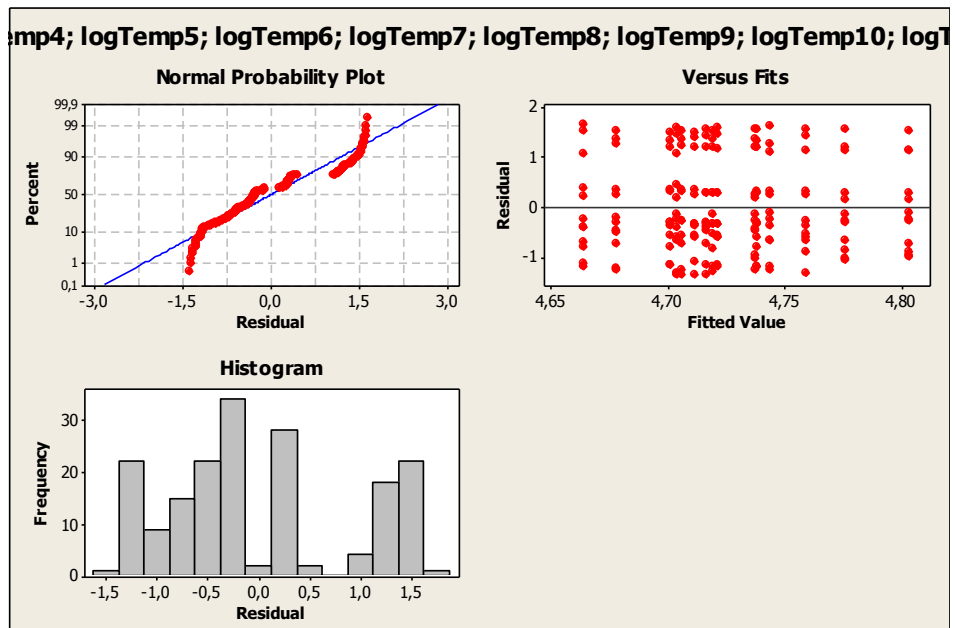 emp4; logTemp5; logTemp6; logTemp7; logTemp8; logTemp9; logTemp10; logT
Normal Probability Plot
99,9
99
90
50
10
1
0,1
Percent
-3,0 -1,5 0,0 1,5 3,0
Residual
Versus Fits
2
1
0
-1
Residual
4,65 4,70 4,75 4,80
Fitted Value
Histogram
30
20
10
0
Frequency
-1,5 -1,0 -0,5 0,0 0,5 1,0 1,5
Residual